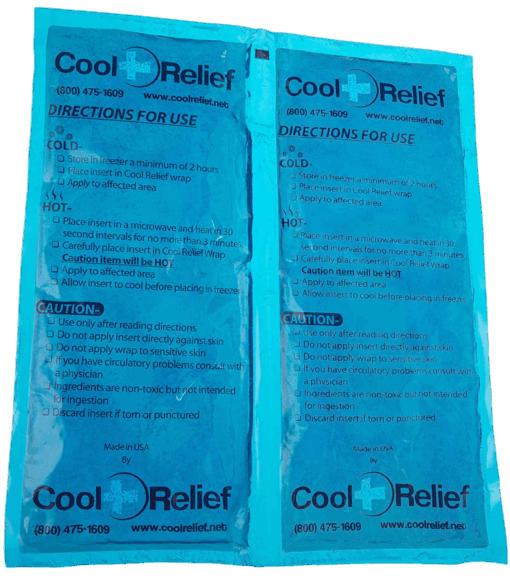 Cool Relief
(800) 475-1609 www.coolrelief.net
DIRECTIONS FOR USE
COLD-
❏ Store in freezer a minimum of 2 hours
❏ Place insert in Cool Relief wrap
❏ Apply to affected area
HOT-
❏ Place insert in a microwave and heat in 30
second intervals for no more than 3 minutes
❏ Carefully place insert in Cool Relief Wrap
Caution item will be HOT
❏ Apply to affected area
❏ Allow insert to cool before placing in freezer
CAUTION-
❏ Use only after reading directions
❏ Do not apply insert directly against skin
❏ Do not apply wrap to sensitive skin
❏ If you have circulatory problems consult with
a physician
❏ Ingredients are non-toxic but not intended
for ingestion
❏ Discard insert if torn or punctured
Made in USA
By
Cool Relief
(800) 475-1609 www.coolrelief.net
Cool Relief
(800) 475-1609 www.coolrelief.net
DIRECTIONS FOR USE
COLD-
❏ Store in freezer a minimum of 2 hours
❏ Place insert in Cool Relief wrap
❏ Apply to affected area
HOT-
❏ Place insert in a microwave and heat in 30
second intervals for no more than 3 minutes
❏ Carefully place insert in Cool Relief Wrap
Caution item will be HOT
❏ Apply to affected area
❏ Allow insert to cool before placing in freezer
CAUTION-
❏ Use only after reading directions
❏ Do not apply insert directly against skin
❏ Do not apply wrap to sensitive skin
❏ If you have circulatory problems consult with
a physician
❏ Ingredients are non-toxic but not intended
for ingestion
❏ Discard insert if torn or punctured
Made in USA
By
Cool Relief
(800) 475-1609 www.coolrelief.net